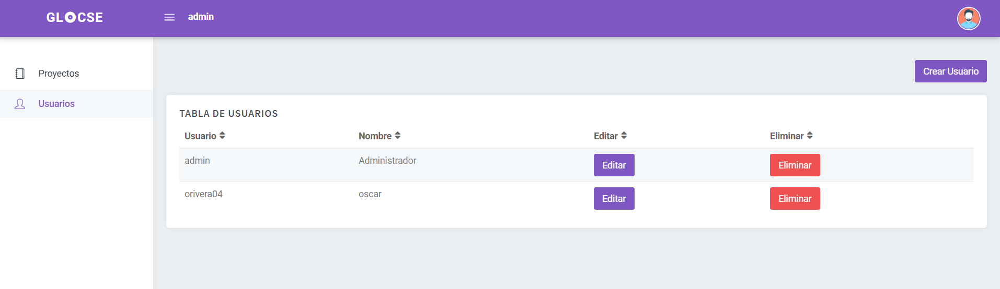 GLOCSE
admin
Proyectos
Usuarios
Crear Usuario
TABLA DE USUARIOS
Usuario Nombre Editar Eliminar
admin Administrador Editar Eliminar
orivera04 oscar Editar Eliminar